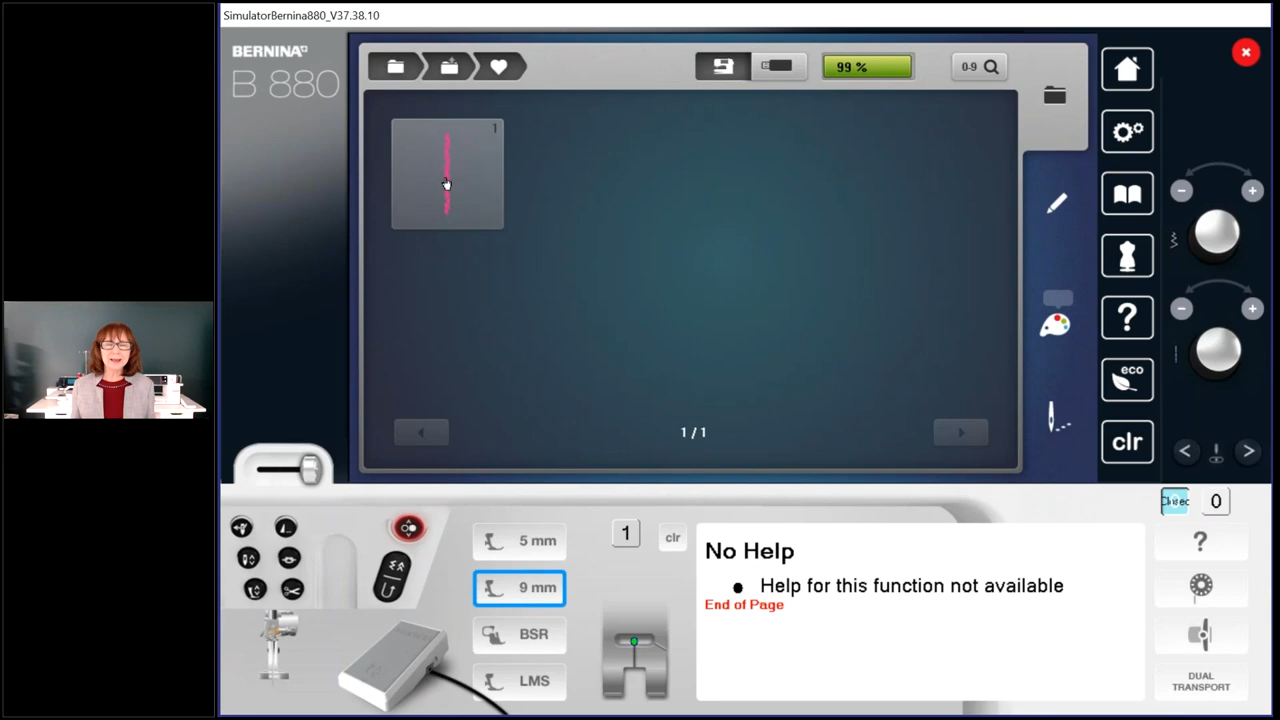 SimulatorBernina880_V37.38.10
BERNINA
B 880
99 %
0-9
1
1 / 1
?
eco
clr
0
5 mm
1
clr
9 mm
BSR
LMS
No Help
● Help for this function not available
End of Page
?
DUAL
TRANSPORT